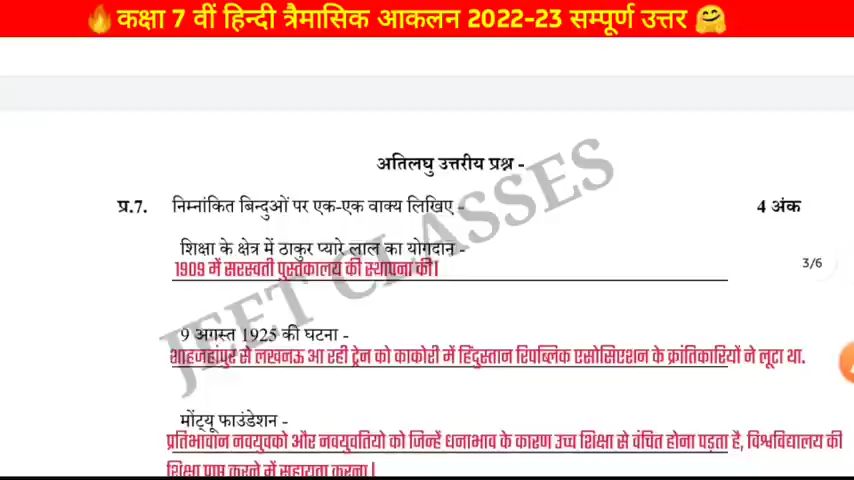 🔥कक्षा 7 वीं हिन्दी त्रैमासिक आकलन 2022-23 सम्पूर्ण उत्तर 🤗
अतिलघु उत्तरीय प्रश्न -
प्र.7. निम्नांकित बिन्दुओं पर एक-एक वाक्य लिखिए - 4 अंक
शिक्षा के क्षेत्र में ठाकुर प्यारे लाल का योगदान -
1909 में सरस्वती पुस्तकालय की स्थापना की।
3/6
9 अगस्त 1925 की घटना -
शाहजहांपुर से लखनऊ आ रही ट्रेन को काकोरी में हिंदुस्तान रिपब्लिक एसोसिएशन के क्रांतिकारियों ने लूटा था.
मोंट्यू फाउंडेशन -
प्रतिभावान नवयुवको और नवयुवतियो को जिन्हें धनाभाव के कारण उच्च शिक्षा से वंचित होना पड़ता है, विश्वविद्यालय की
शिक्षा प्राप्त करने में सहायता करना।
JEET CLASSES